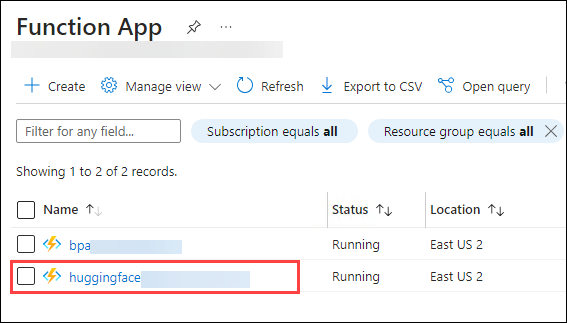 Function App
Create Manage view Refresh Export to CSV Open query
Filter for any field... Subscription equals all Resource group equals all
Showing 1 to 2 of 2 records.
Name Status Location
bpa Running East US 2
huggingface Running East US 2